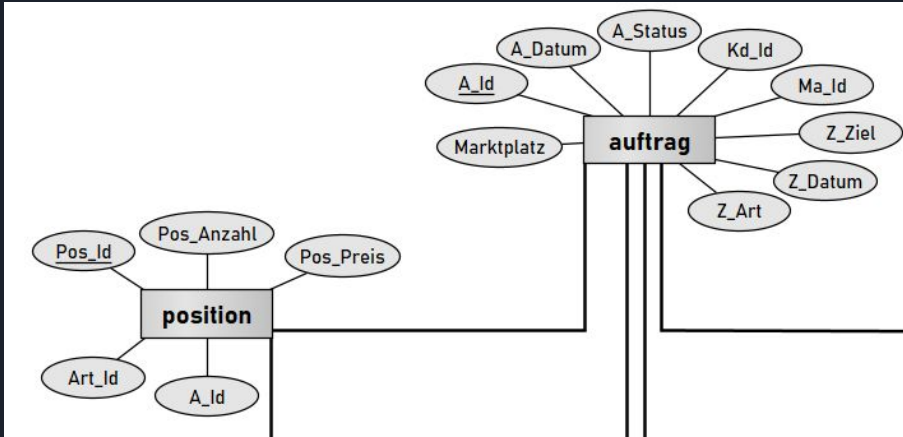 A_Status
A_Datum
Kd_Id
A_Id
Ma_Id
Marktplatz
auftrag
Z_Ziel
Z_Datum
Z_Art
Pos_Anzahl
Pos_Id
Pos_Preis
position
Art_Id
A_Id